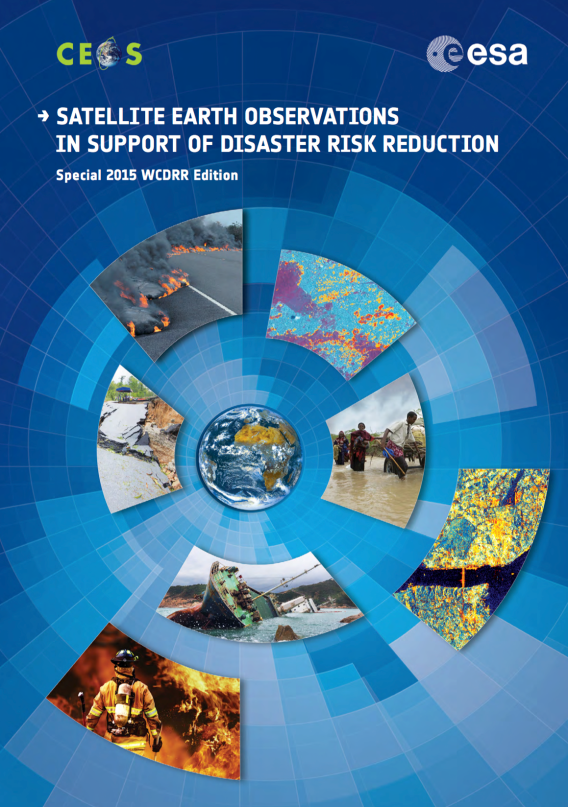 CEOS
esa
→ SATELLITE EARTH OBSERVATIONS
IN SUPPORT OF DISASTER RISK REDUCTION
Special 2015 WCDRR Edition